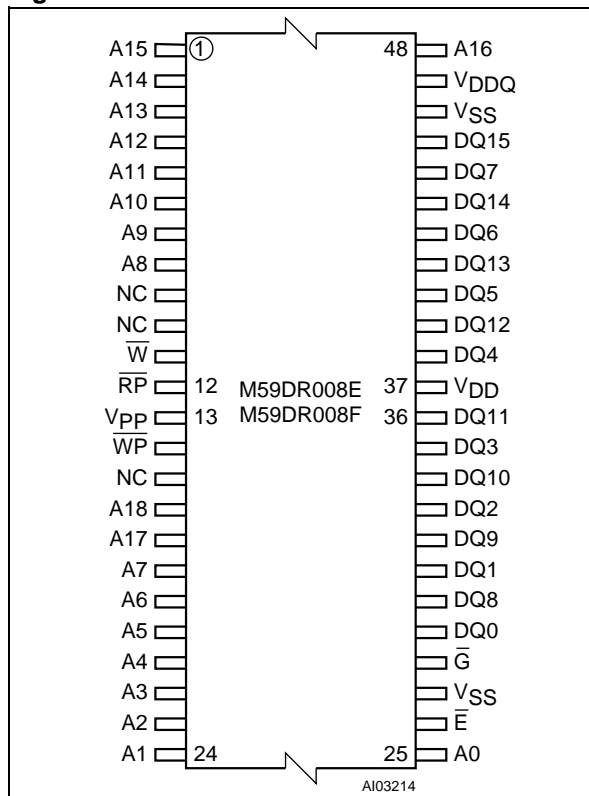 A15 1 48 A16
A14 VDDQ
A13 VSS
A12 DQ15
A11 DQ7
A10 DQ14
A9 DQ6
A8 DQ13
NC DQ5
NC DQ12
W̅ DQ4
R̅P̅ 12 M59DR008E 37 VDD
VPP 13 M59DR008F 36 DQ11
W̅P̅ DQ3
NC DQ10
A18 DQ2
A17 DQ9
A7 DQ1
A6 DQ8
A5 DQ0
A4 G̅
A3 VSS
A2 E̅
A1 24 25 A0
AI03214